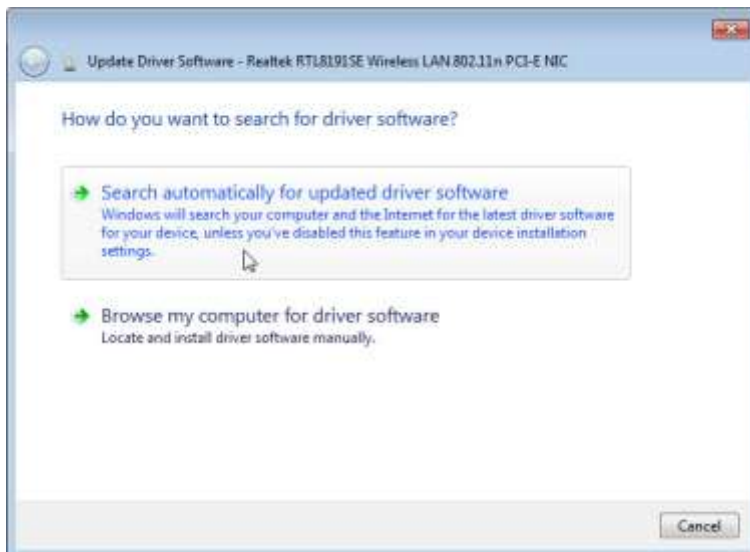 Update Driver Software - Realtek RTL8191SE Wireless LAN 802.11n PCI-E NIC
How do you want to search for driver software?
Search automatically for updated driver software
Windows will search your computer and the Internet for the latest driver software
for your device, unless you've disabled this feature in your device installation
settings.
Browse my computer for driver software
Locate and install driver software manually.
Cancel